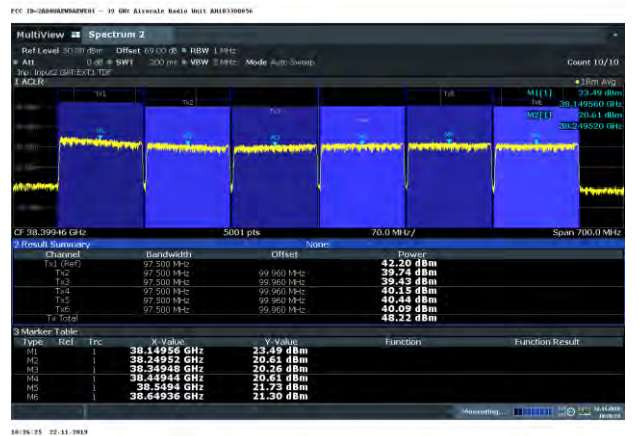 FCC ID-2AD8UAEWBAEWE01 - 39 GHz Airscale Radio Unit AH183300056
MultiView Spectrum 2
Ref Level 50.00 dBm Offset 69.00 dB RBW 1 MHz
Att 0 dB SWT 200 ms VBW 3 MHz Mode Auto Sweep Count 10/10
1 ACLR 1Rm Avg
Tx1 Tx2 Tx3 Tx5 Tx6
M1[1] 23.49 dBm
38.149560 GHz
M2[1] 20.61 dBm
38.249520 GHz
M1 M2 M3 M4 M5 M6
CF 38.39946 GHz 5001 pts 70.0 MHz/ Span 700.0 MHz
2 Result Summary None
Channel Bandwidth Offset Power
Tx1 (Ref) 97.500 MHz 42.20 dBm
Tx2 97.500 MHz 99.960 MHz 39.74 dBm
Tx3 97.500 MHz 99.960 MHz 39.43 dBm
Tx4 97.500 MHz 99.960 MHz 40.15 dBm
Tx5 97.500 MHz 99.960 MHz 40.44 dBm
Tx6 97.500 MHz 99.960 MHz 40.09 dBm
Tx Total 48.22 dBm
3 Marker Table
Type Ref Trc X-Value Y-Value Function Function Result
M1 1 38.14956 GHz 23.49 dBm
M2 1 38.24952 GHz 20.61 dBm
M3 1 38.34948 GHz 20.26 dBm
M4 1 38.44944 GHz 20.61 dBm
M5 1 38.5494 GHz 21.73 dBm
M6 1 38.64936 GHz 21.30 dBm
Measuring...
10:26:25 22-11-2019